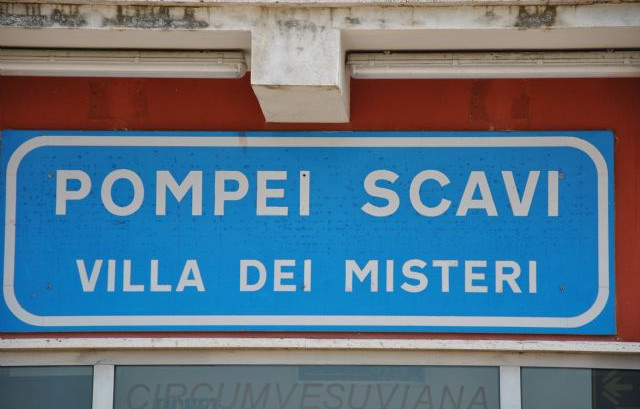 POMPEI SCAVI
VILLA DEI MISTERI
CIRCUMVESUVIANA